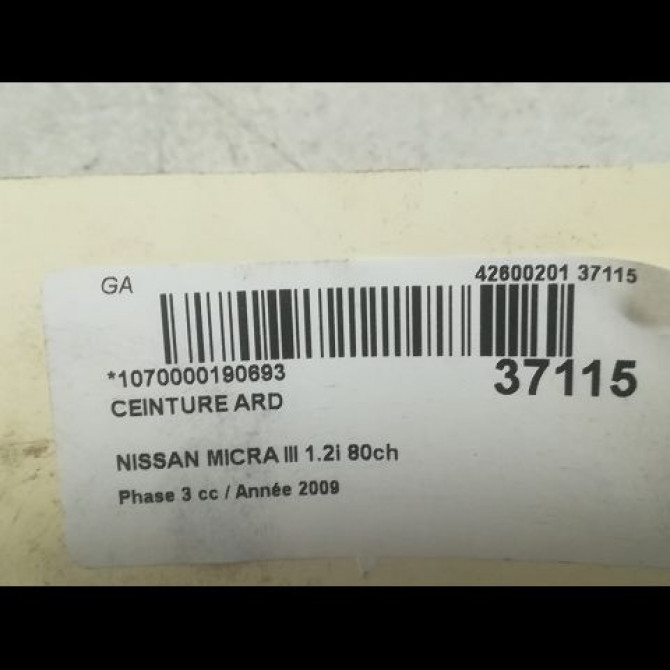 GA
42600201 37115
*1070000190693
37115
CEINTURE ARD
NISSAN MICRA III 1.2i 80ch
Phase 3 cc / Année 2009